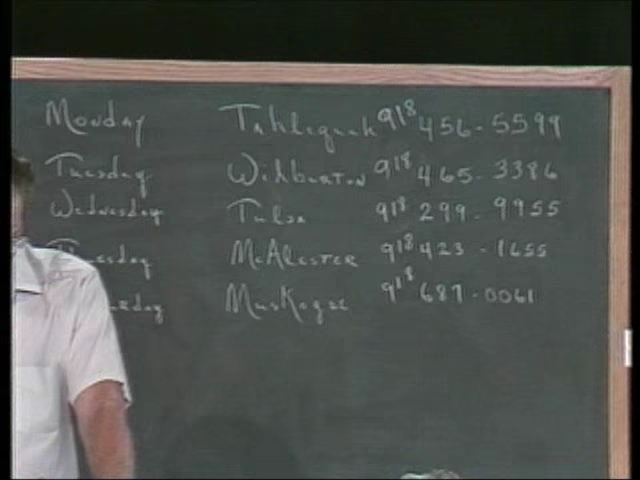 Monday Tahlequah 918 456-5599
Tuesday Wilburton 918 465-3386
Wednesday Tulsa 918 299-9955
McAlester 918 423-1655
Muskogee 918 687-0061